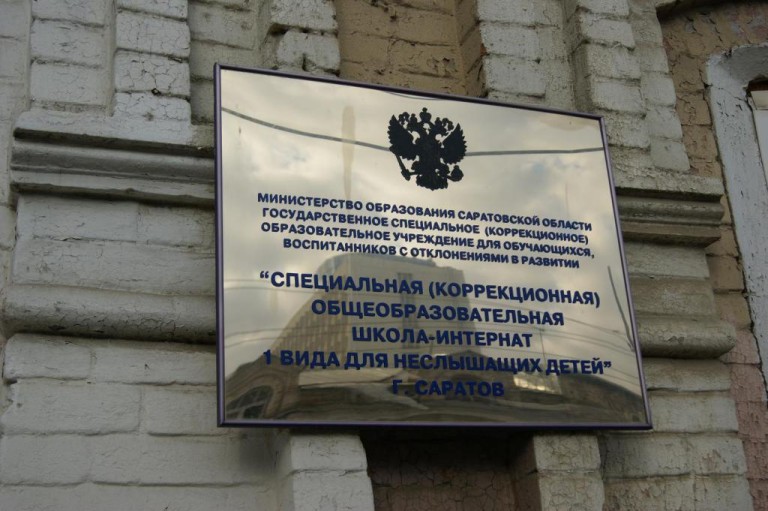 МИНИСТЕРСТВО ОБРАЗОВАНИЯ САРАТОВСКОЙ ОБЛАСТИ
ГОСУДАРСТВЕННОЕ СПЕЦИАЛЬНОЕ (КОРРЕКЦИОННОЕ)
ОБРАЗОВАТЕЛЬНОЕ УЧРЕЖДЕНИЕ ДЛЯ ОБУЧАЮЩИХСЯ,
ВОСПИТАННИКОВ С ОТКЛОНЕНИЯМИ В РАЗВИТИИ
“СПЕЦИАЛЬНАЯ (КОРРЕКЦИОННАЯ)
ОБЩЕОБРАЗОВАТЕЛЬНАЯ
ШКОЛА-ИНТЕРНАТ
1 ВИДА ДЛЯ НЕСЛЫШАЩИХ ДЕТЕЙ”
Г. САРАТОВ